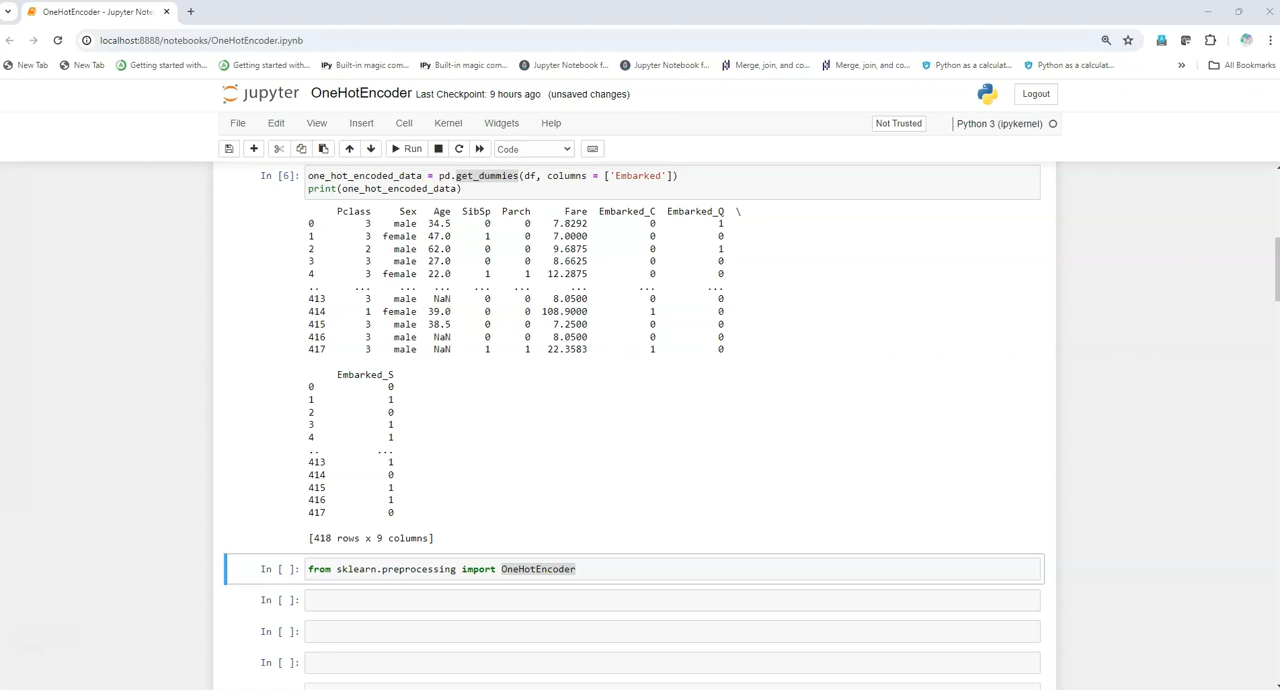 OneHotEncoder - Jupyter Note
localhost:8888/notebooks/OneHotEncoder.ipynb
New Tab New Tab Getting started with... Getting started with... IPy Built-in magic com... IPy Built-in magic com... Jupyter Notebook f... Jupyter Notebook f... Merge, join, and co... Merge, join, and co... Python as a calculat... Python as a calculat... » All Bookmarks
jupyter OneHotEncoder Last Checkpoint: 9 hours ago (unsaved changes) Logout
File Edit View Insert Cell Kernel Widgets Help Not Trusted Python 3 (ipykernel)
Run Code
In [6]: one_hot_encoded_data = pd.get_dummies(df, columns = ['Embarked'])
print(one_hot_encoded_data)
Pclass Sex Age SibSp Parch Fare Embarked_C Embarked_Q \
0 3 male 34.5 0 0 7.8292 0 1
1 3 female 47.0 1 0 7.0000 0 0
2 2 male 62.0 0 0 9.6875 0 1
3 3 male 27.0 0 0 8.6625 0 0
4 3 female 22.0 1 1 12.2875 0 0
.. ... ... ... ... ... ... ... ...
413 3 male NaN 0 0 8.0500 0 0
414 1 female 39.0 0 0 108.9000 1 0
415 3 male 38.5 0 0 7.2500 0 0
416 3 male NaN 0 0 8.0500 0 0
417 3 male NaN 1 1 22.3583 1 0
Embarked_S
0 0
1 1
2 0
3 1
4 1
.. ...
413 1
414 0
415 1
416 1
417 0
[418 rows x 9 columns]
In [ ]: from sklearn.preprocessing import OneHotEncoder
In [ ]:
In [ ]:
In [ ]: